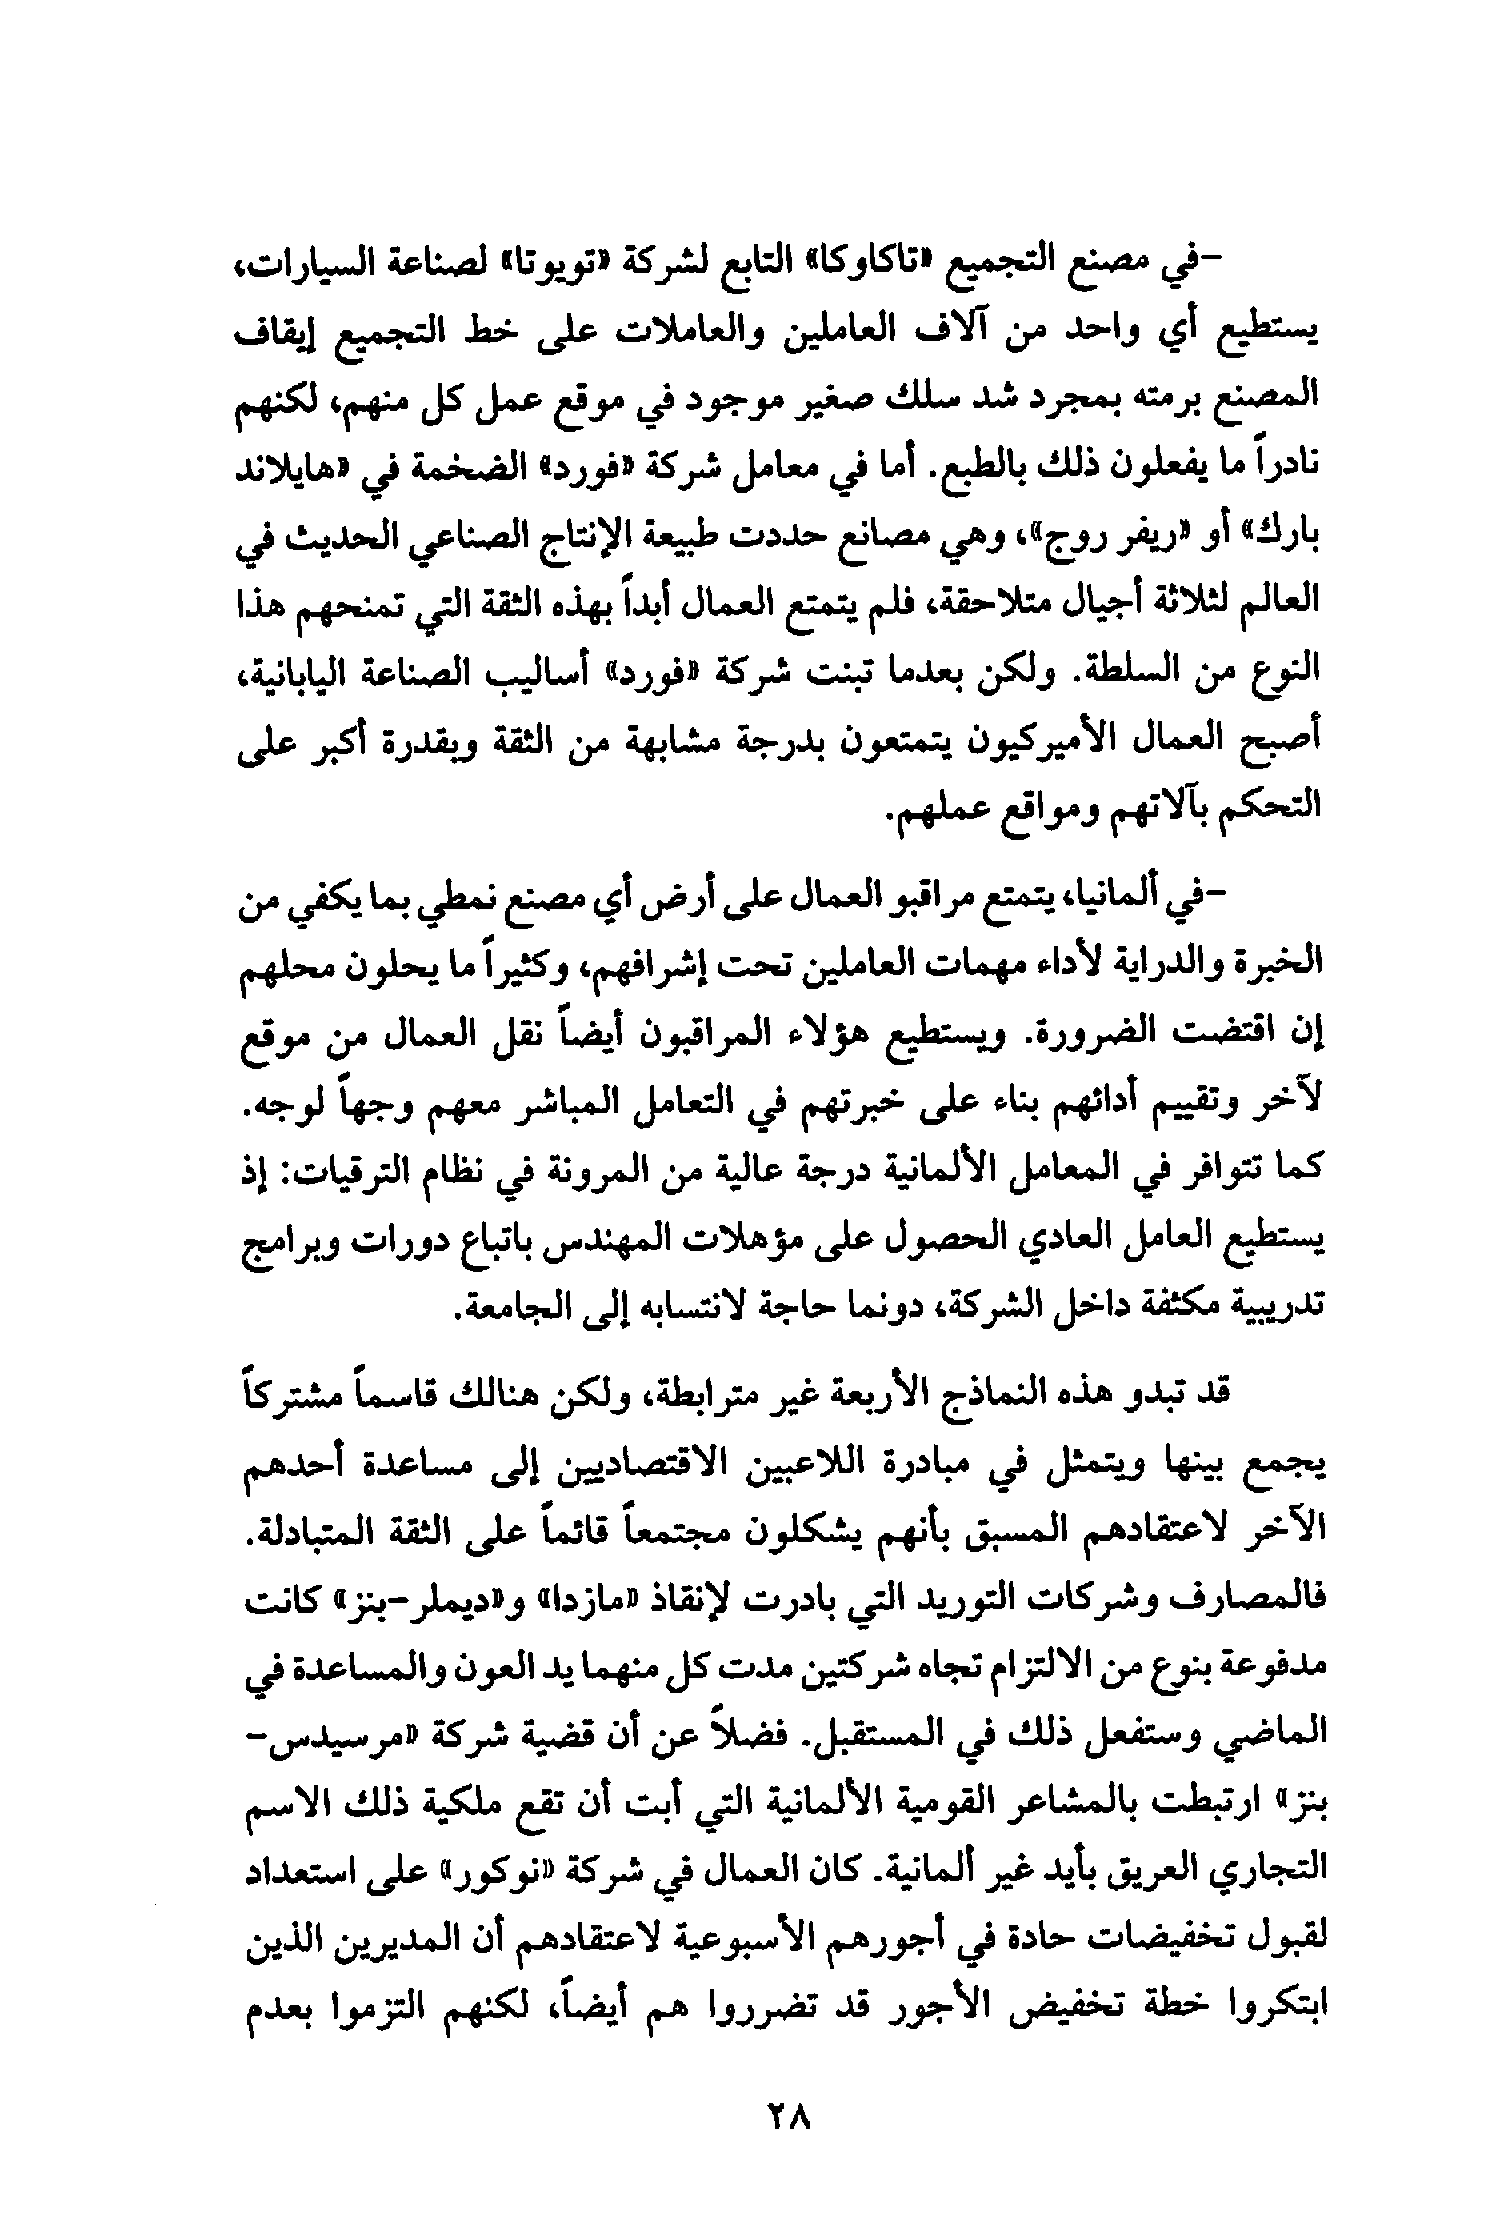 -في مصنع التجميع «تاكاوكا» التابع لشركة «تويوتا» لصناعة السيارات،
يستطيع أي واحد من آلاف العاملين والعاملات على خط التجميع إيقاف
المصنع برمته بمجرد شد سلك صغير موجود في موقع عمل كل منهم، لكنهم
نادراً ما يفعلون ذلك بالطبع. أما في معامل شركة «فورد» الضخمة في «هايلاند
بارك» أو «ريفر روج»، وهي مصانع حددت طبيعة الإنتاج الصناعي الحديث في
العالم لثلاثة أجيال متلاحقة، فلم يتمتع العمال أبداً بهذه الثقة التي تمنحهم هذا
النوع من السلطة. ولكن بعدما تبنت شركة «فورد» أساليب الصناعة اليابانية،
أصبح العمال الأميركيون يتمتعون بدرجة مشابهة من الثقة وبقدرة أكبر على
التحكم بآلاتهم ومواقع عملهم.
-في ألمانيا، يتمتع مراقبو العمال على أرض أي مصنع نمطي بما يكفي من
الخبرة والدراية لأداء مهمات العاملين تحت إشرافهم، وكثيراً ما يحلون محلهم
إن اقتضت الضرورة. ويستطيع هؤلاء المراقبون أيضاً نقل العمال من موقع
لآخر وتقييم أدائهم بناء على خبرتهم في التعامل المباشر معهم وجهاً لوجه.
كما تتوافر في المعامل الألمانية درجة عالية من المرونة في نظام الترقيات: إذ
يستطيع العامل العادي الحصول على مؤهلات المهندس باتباع دورات وبرامج
تدريبية مكثفة داخل الشركة، دونما حاجة لانتسابه إلى الجامعة.
قد تبدو هذه النماذج الأربعة غير مترابطة، ولكن هنالك قاسماً مشتركاً
يجمع بينها ويتمثل في مبادرة اللاعبين الاقتصاديين إلى مساعدة أحدهم
الآخر لاعتقادهم المسبق بأنهم يشكلون مجتمعاً قائماً على الثقة المتبادلة.
فالمصارف وشركات التوريد التي بادرت لإنقاذ «مازدا» و«ديملر-بنز» كانت
مدفوعة بنوع من الالتزام تجاه شركتين مدت كل منهما يد العون والمساعدة في
الماضي وستفعل ذلك في المستقبل. فضلاً عن أن قضية شركة «مرسيدس-
بنز» ارتبطت بالمشاعر القومية الألمانية التي أبت أن تقع ملكية ذلك الاسم
التجاري العريق بأيد غير ألمانية. كان العمال في شركة «نوكور» على استعداد
لقبول تخفيضات حادة في أجورهم الأسبوعية لاعتقادهم أن المديرين الذين
ابتكروا خطة تخفيض الأجور قد تضرروا هم أيضاً، لكنهم التزموا بعدم
٢٨